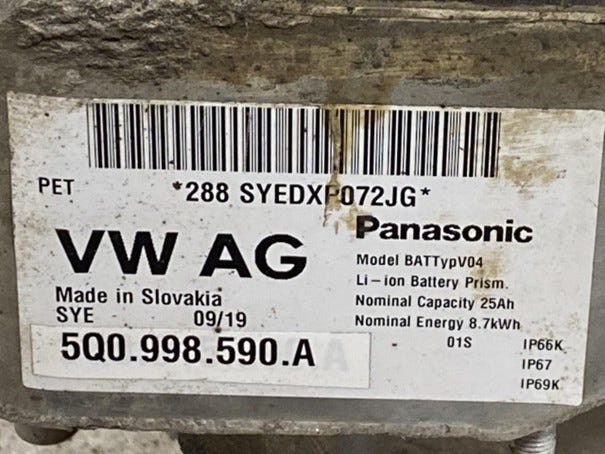 PET
*288 SYEDXP072JG*
VW AG
Panasonic
Model BATTypV04
Li-ion Battery Prism.
Nominal Capacity 25Ah
Nominal Energy 8.7kWh
01S
Made in Slovakia
SYE 09/19
5Q0.998.590.A
IP66K
IP67
IP69K